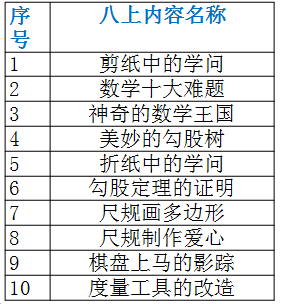 序号 八上内容名称
1 剪纸中的学问
2 数学十大难题
3 神奇的数学王国
4 美妙的勾股树
5 折纸中的学问
6 勾股定理的证明
7 尺规画多边形
8 尺规制作爱心
9 棋盘上马的影踪
10 度量工具的改造